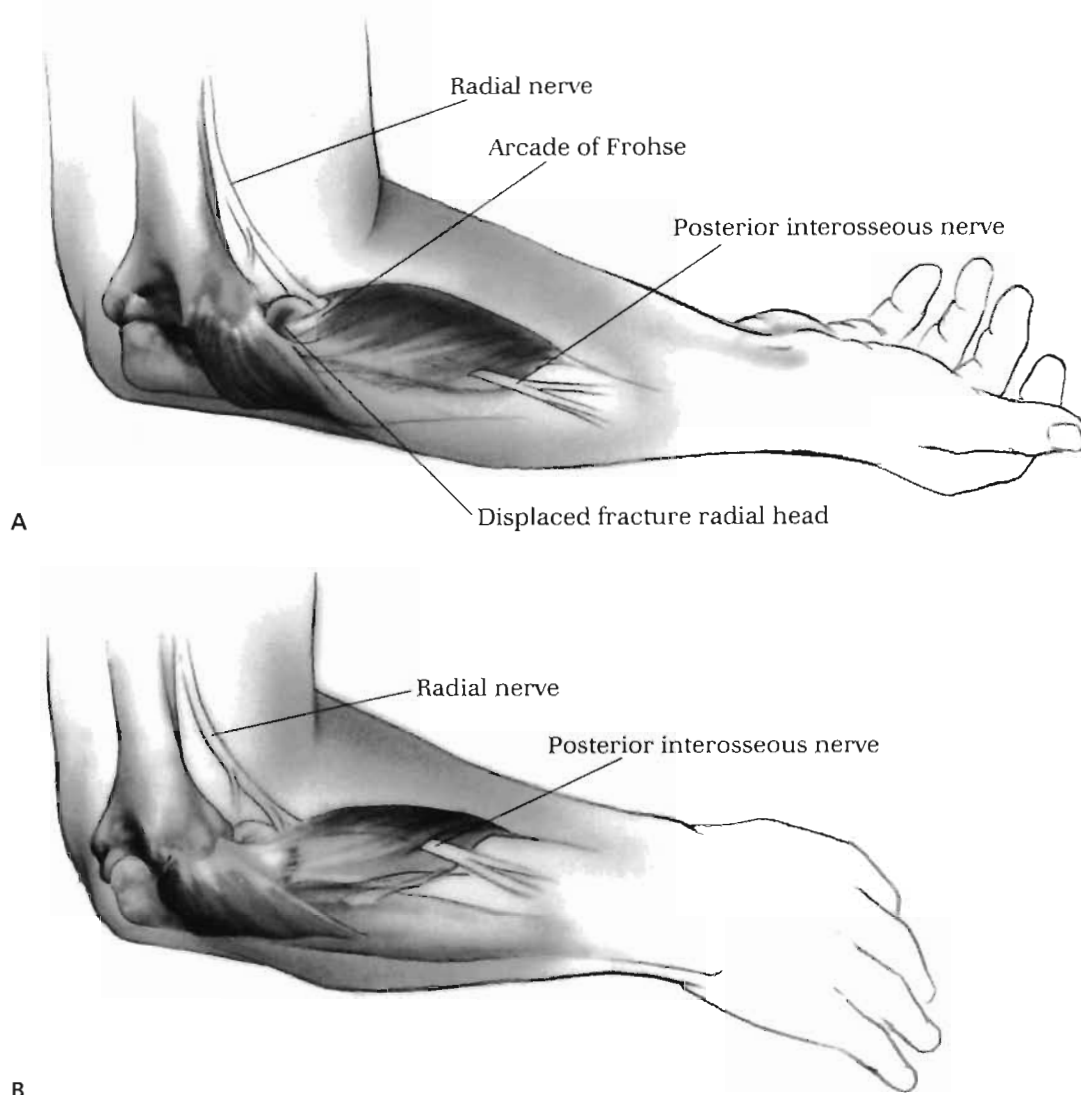 Radial nerve
Arcade of Frohse
Posterior interosseous nerve
Displaced fracture radial head
A
Radial nerve
Posterior interosseous nerve
B